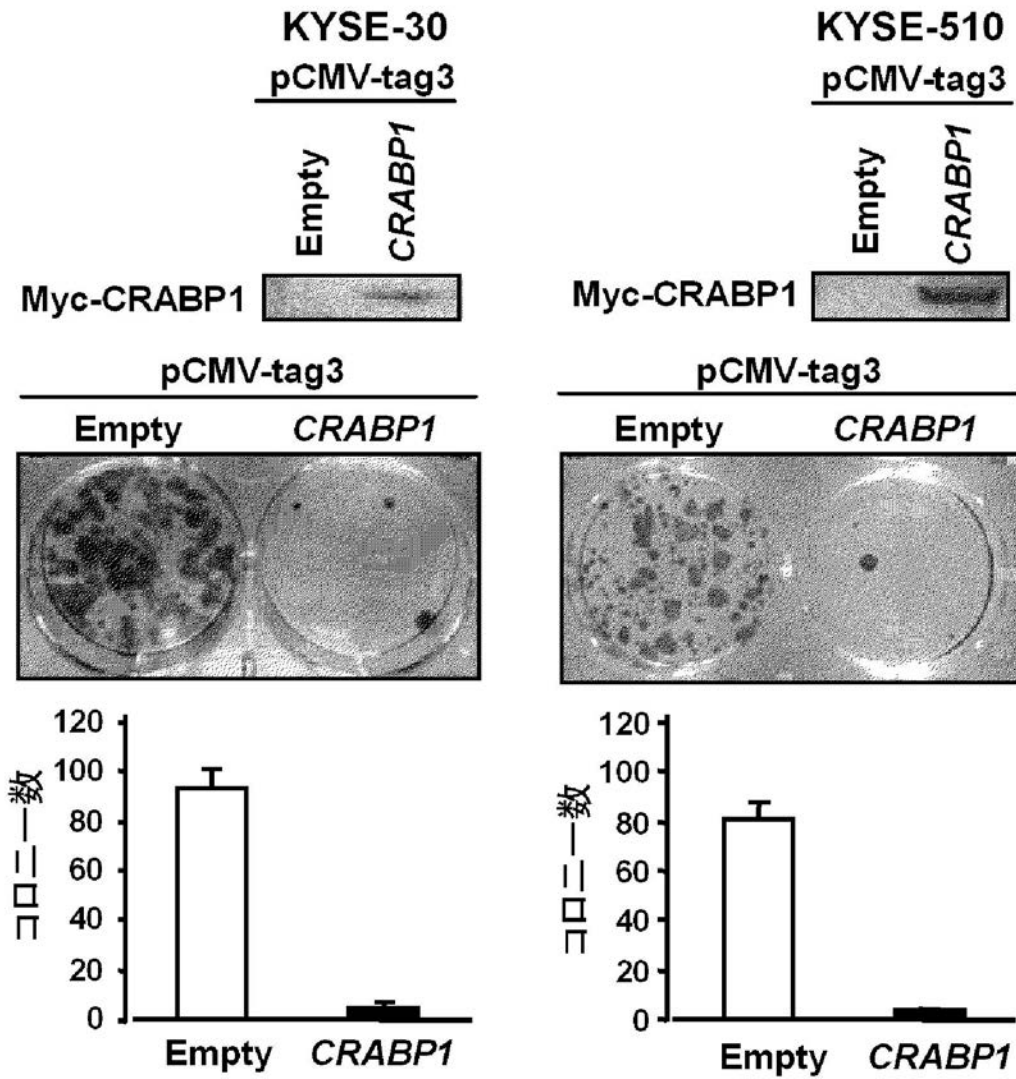 KYSE-30
pCMV-tag3
Empty
CRABP1
Myc-CRABP1
pCMV-tag3
Empty CRABP1
コロニー数
120
100
80
60
40
20
0
Empty CRABP1
KYSE-510
pCMV-tag3
Empty
CRABP1
Myc-CRABP1
pCMV-tag3
Empty CRABP1
コロニー数
120
100
80
60
40
20
0
Empty CRABP1